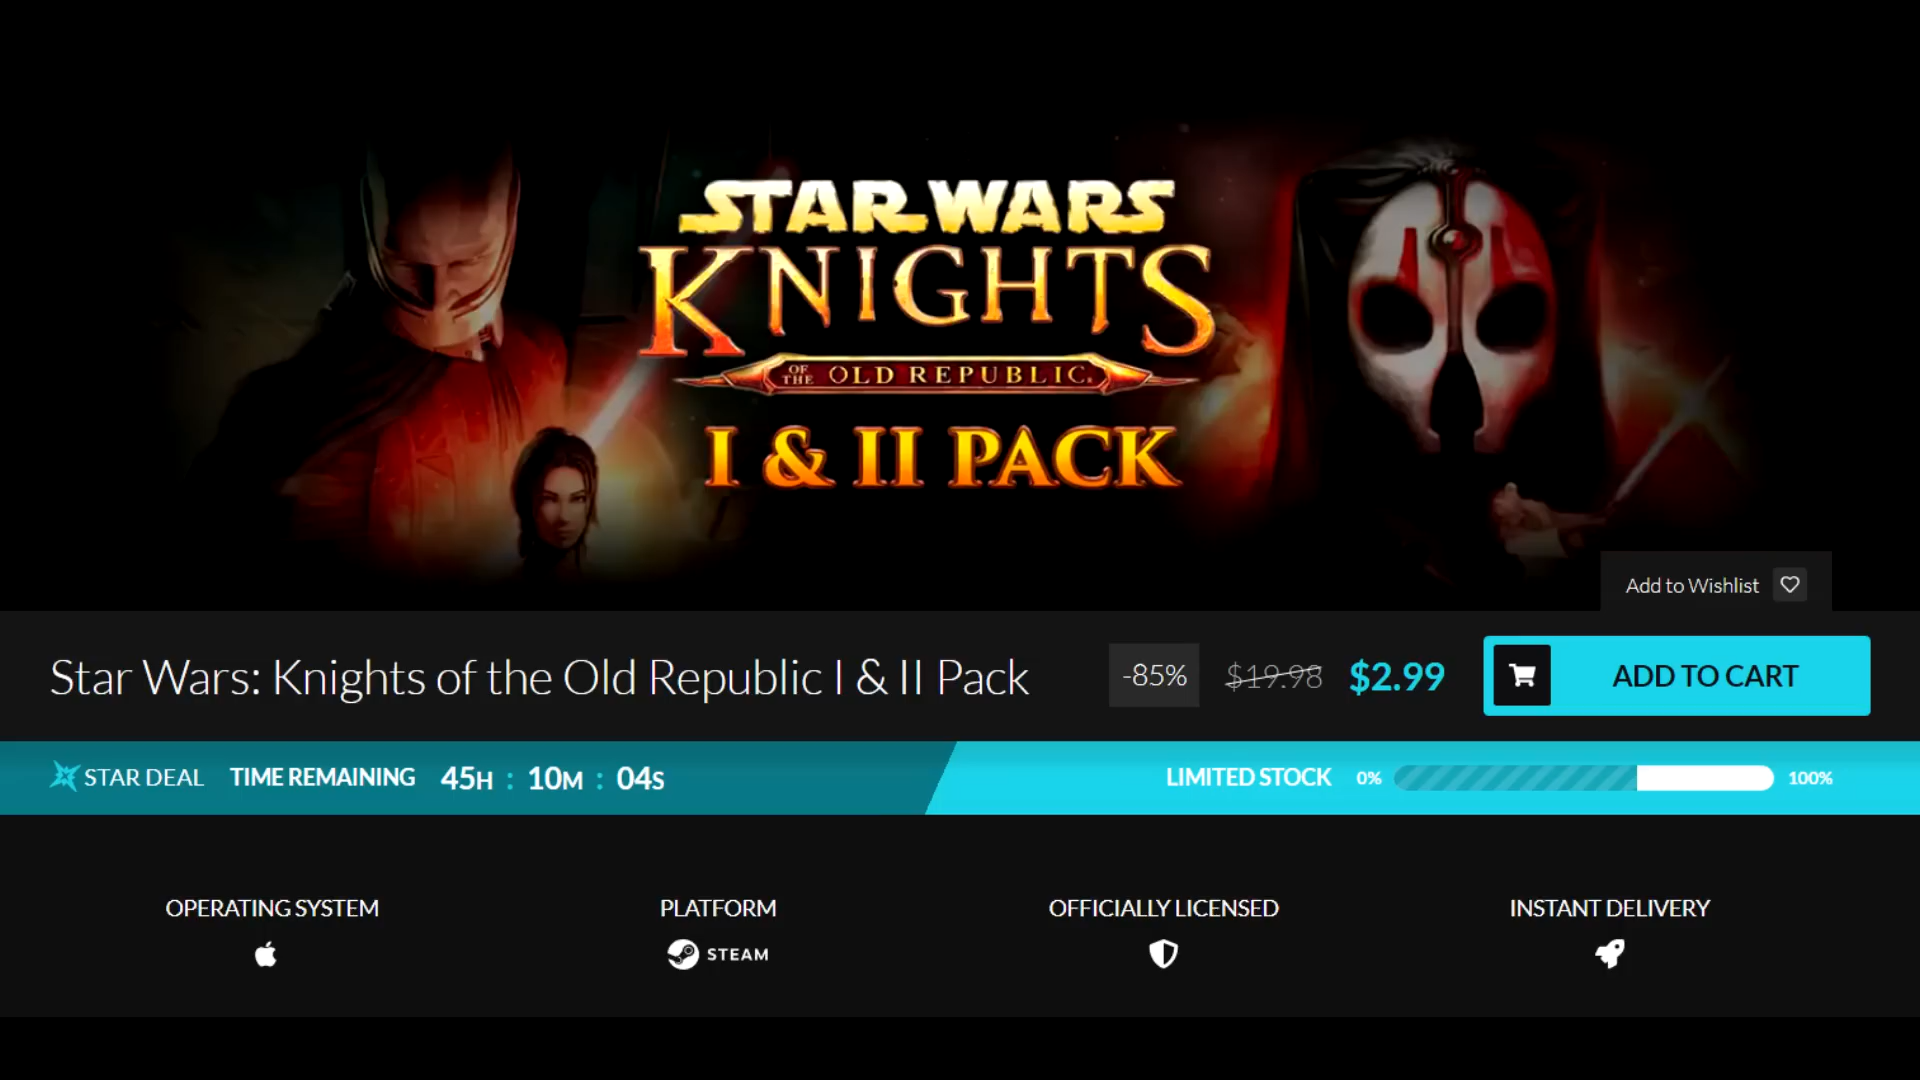 STAR WARS
KNIGHTS
OF THE OLD REPUBLIC
I & II PACK
Add to Wishlist
Star Wars: Knights of the Old Republic I & II Pack
-85%
$19.98
$2.99
ADD TO CART
STAR DEAL
TIME REMAINING
45H : 10M : 04S
LIMITED STOCK
0%
100%
OPERATING SYSTEM
PLATFORM
OFFICIALLY LICENSED
INSTANT DELIVERY
STEAM